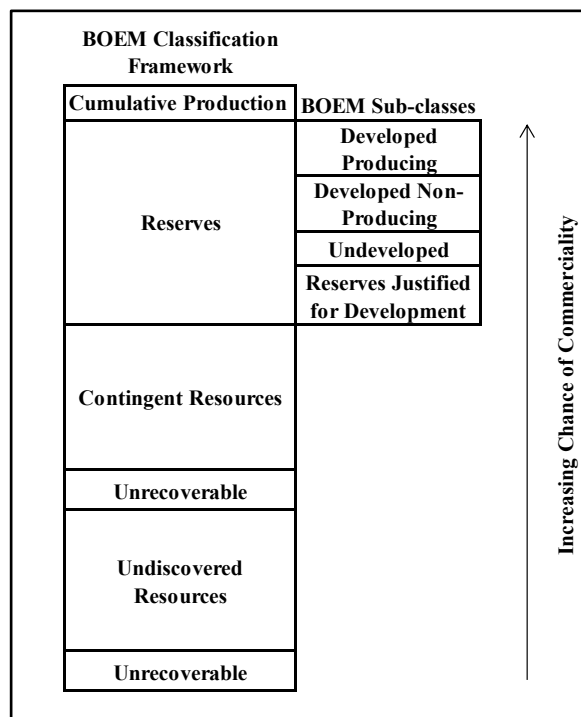 BOEM Classification
Framework
Cumulative Production
BOEM Sub-classes
Developed
Producing
Developed Non-
Producing
Reserves
Undeveloped
Reserves Justified
for Development
Contingent Resources
Unrecoverable
Undiscovered
Resources
Unrecoverable
Increasing Chance of Commerciality